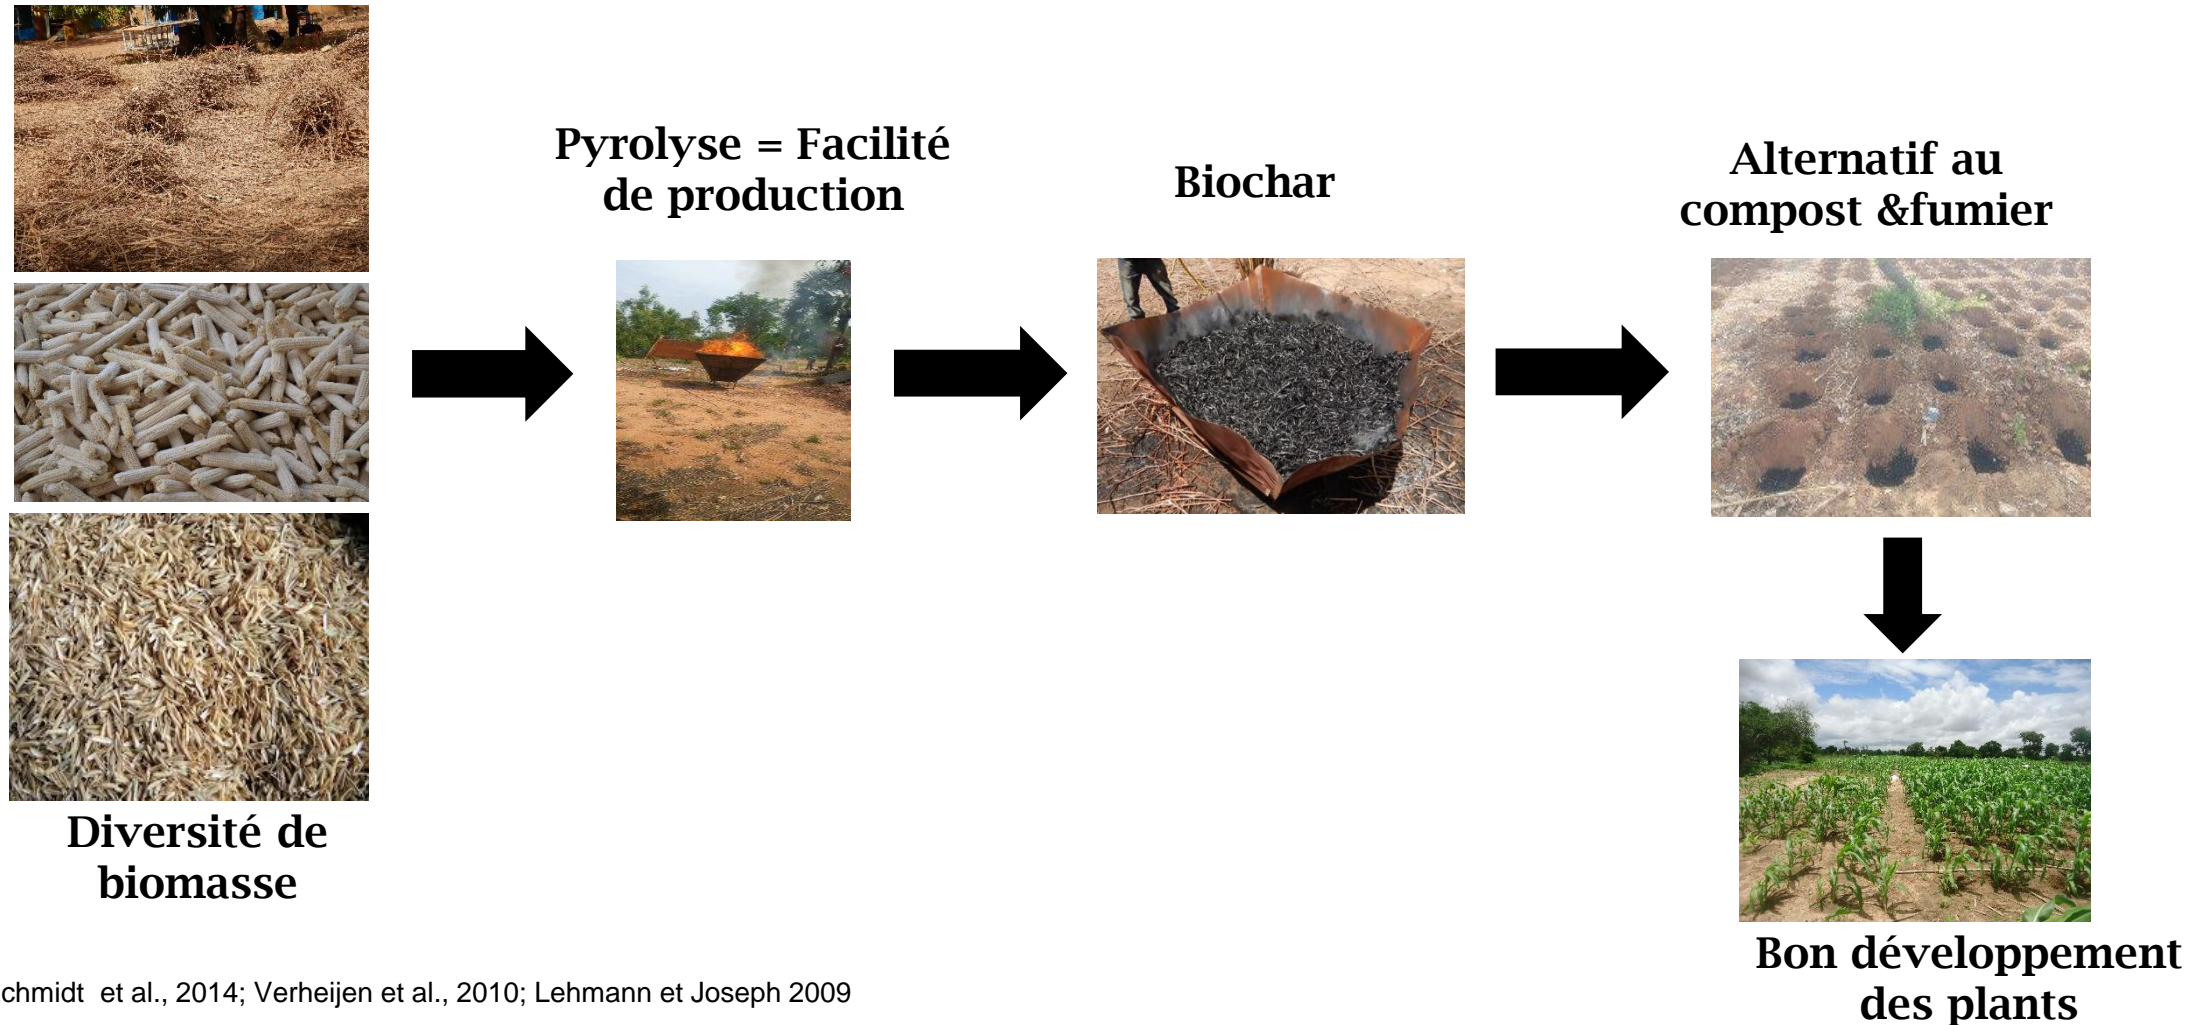 Pyrolyse = Facilité
de production
Biochar
Alternatif au
compost &fumier
Diversité de
biomasse
Bon développement
des plants
chmidt et al., 2014; Verheijen et al., 2010; Lehmann et Joseph 2009